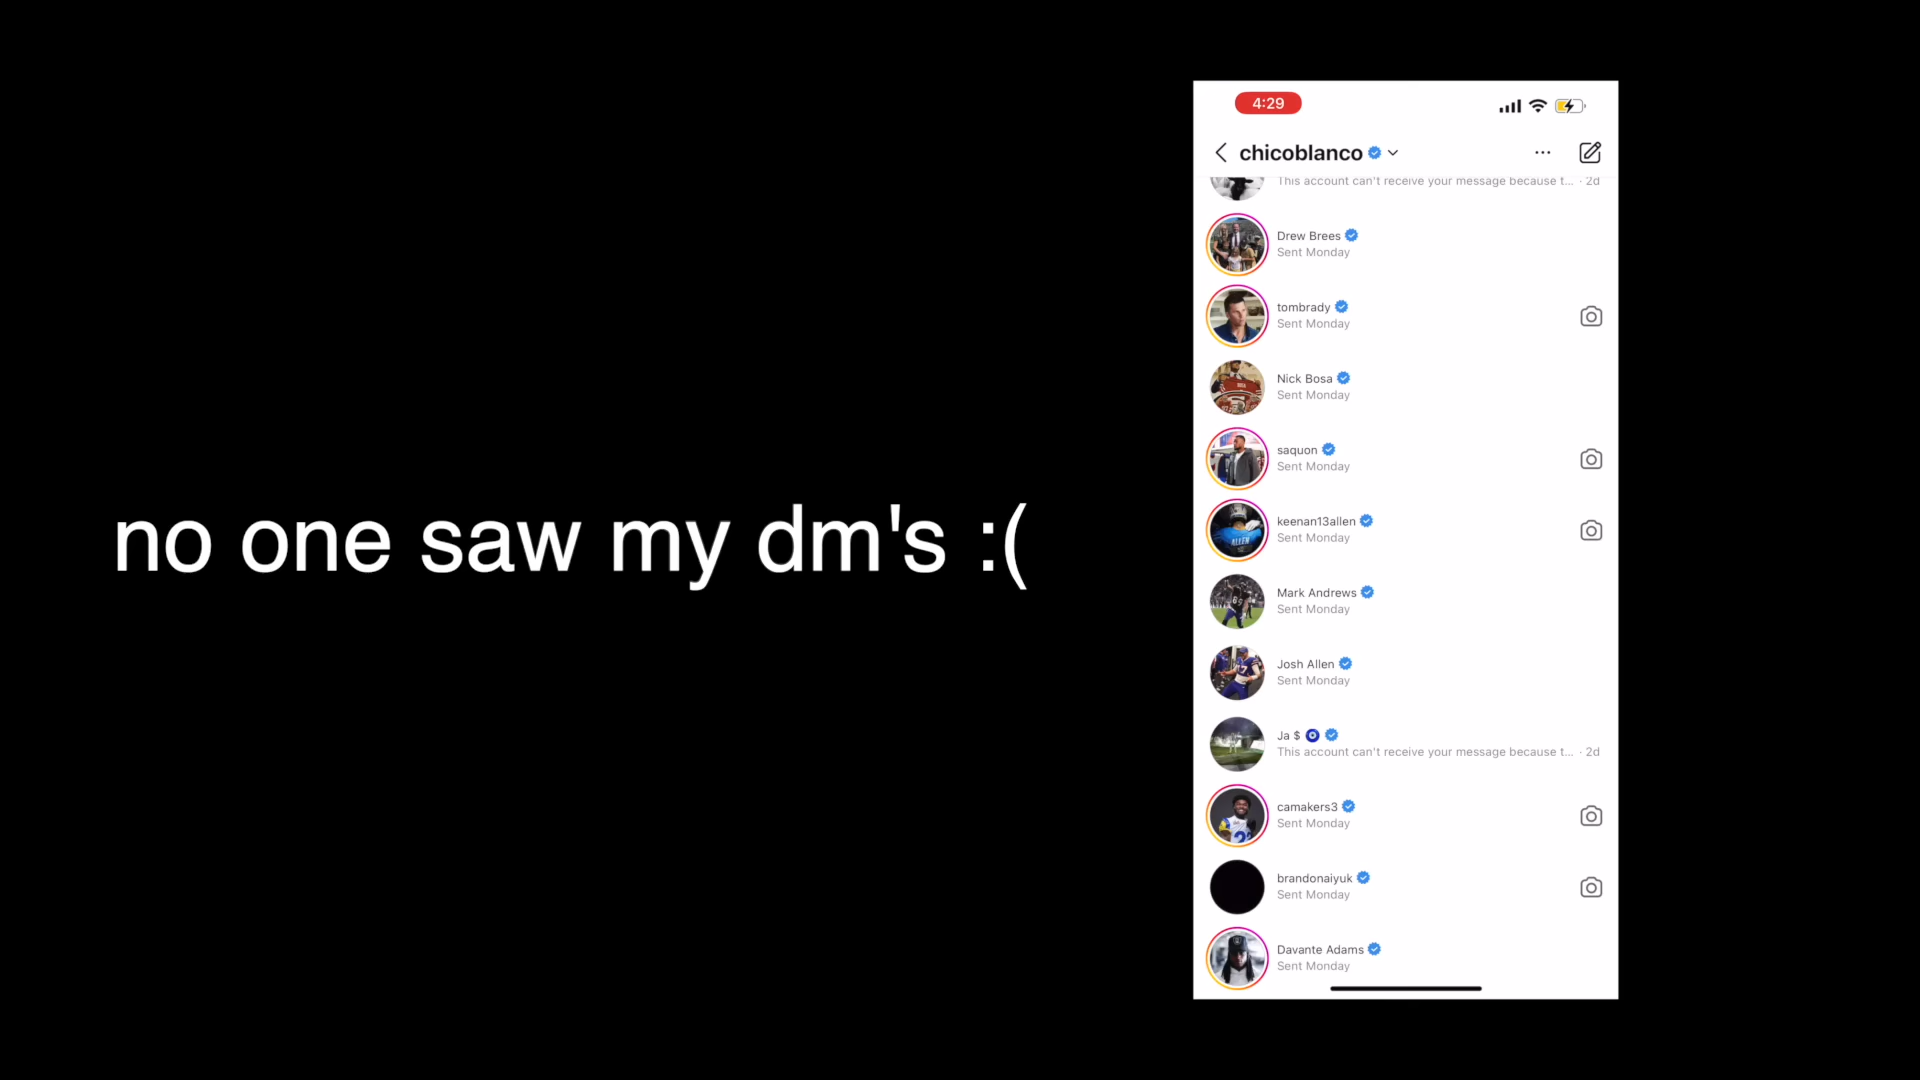 no one saw my dm's :(
4:29
chicoblanco
This account can't receive your message because t... · 2d
Drew Brees
Sent Monday
tombrady
Sent Monday
Nick Bosa
Sent Monday
saquon
Sent Monday
keenan13allen
Sent Monday
Mark Andrews
Sent Monday
Josh Allen
Sent Monday
Ja $ 🧿
This account can't receive your message because t... · 2d
camakers3
Sent Monday
brandonaiyuk
Sent Monday
Davante Adams
Sent Monday